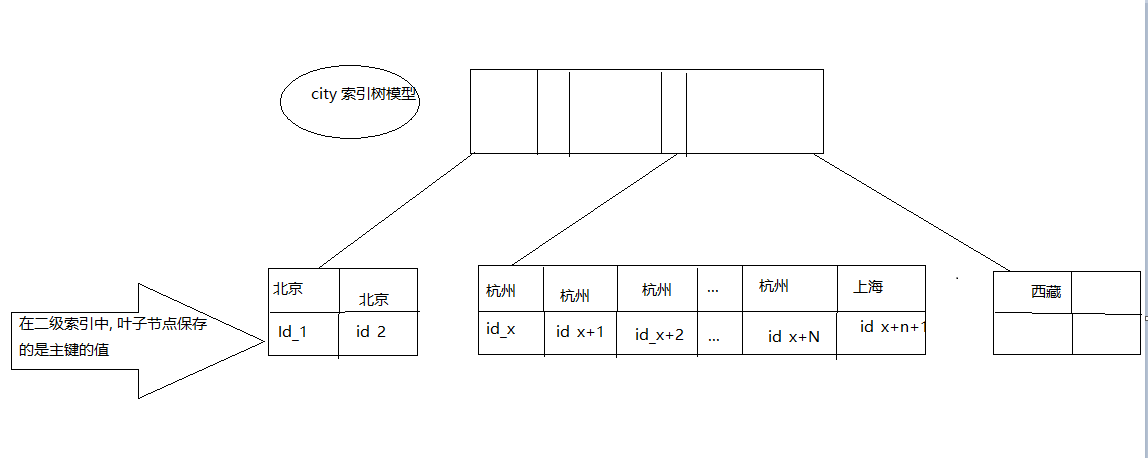 city 索引树模型
北京
北京
杭州
杭州
杭州
...
杭州
上海
西藏
在二级索引中, 叶子节点保存
的是主键的值
Id_1
id 2
id_x
id x+1
id_x+2
...
id x+N
id x+n+1